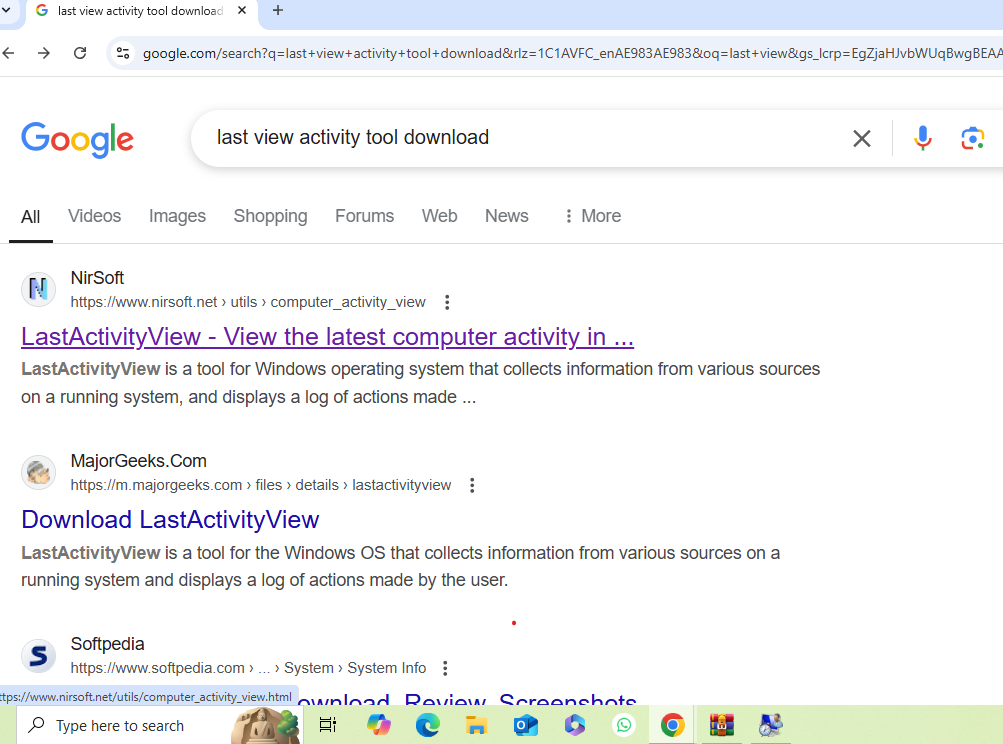 last view activity tool download
google.com/search?q=last+view+activity+tool+download&rlz=1C1AVFC_enAE983AE983&oq=last+view&gs_lcrp=EgZjaHJvbWUqBwgBEAA
Google
last view activity tool download
All Videos Images Shopping Forums Web News More
NirSoft
https://www.nirsoft.net › utils › computer_activity_view
LastActivityView - View the latest computer activity in ...
LastActivityView is a tool for Windows operating system that collects information from various sources
on a running system, and displays a log of actions made ...
MajorGeeks.Com
https://m.majorgeeks.com › files › details › lastactivityview
Download LastActivityView
LastActivityView is a tool for the Windows OS that collects information from various sources on a
running system and displays a log of actions made by the user.
Softpedia
https://www.softpedia.com › ... › System › System Info
ownload, Review, Screenshots
ttps://www.nirsoft.net/utils/computer_activity_view.html
Type here to search